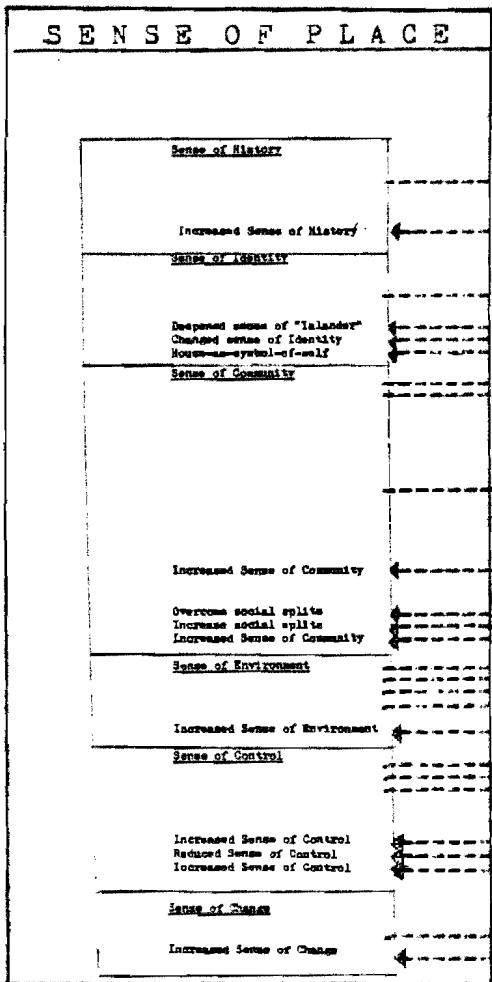 SENSE OF PLACE
Sense of History
Increased Sense of History
Sense of Identity
Deepened sense of "Islander"
Changed sense of Identity
House-as-symbol-of-self
Sense of Community
Increased Sense of Community
Overcome social splits
Increase social splits
Increased Sense of Community
Sense of Environment
Increased Sense of Environment
Sense of Control
Increased Sense of Control
Reduced Sense of Control
Increased Sense of Control
Sense of Change
Increased Sense of Change